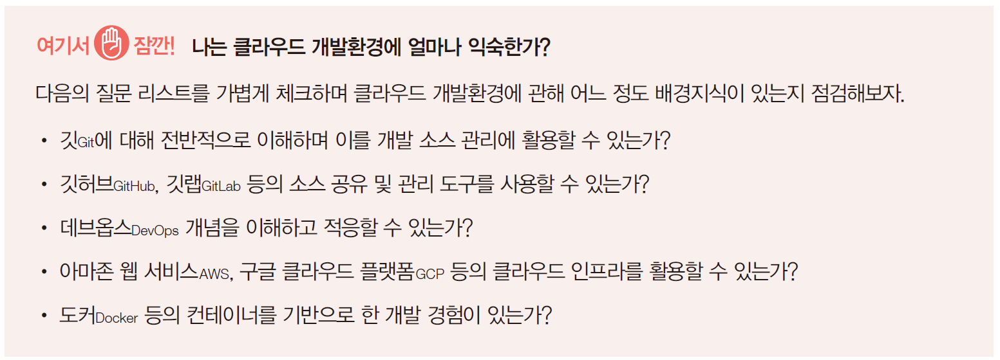 여기서 잠깐! 나는 클라우드 개발환경에 얼마나 익숙한가?
다음의 질문 리스트를 가볍게 체크하며 클라우드 개발환경에 관해 어느 정도 배경지식이 있는지 점검해보자.
• 깃Git에 대해 전반적으로 이해하며 이를 개발 소스 관리에 활용할 수 있는가?
• 깃허브GitHub, 깃랩GitLab 등의 소스 공유 및 관리 도구를 사용할 수 있는가?
• 데브옵스DevOps 개념을 이해하고 적응할 수 있는가?
• 아마존 웹 서비스AWS, 구글 클라우드 플랫폼GCP 등의 클라우드 인프라를 활용할 수 있는가?
• 도커Docker 등의 컨테이너를 기반으로 한 개발 경험이 있는가?